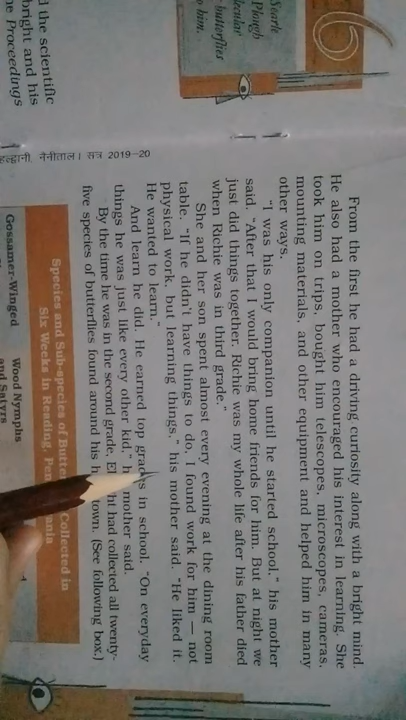 Searle
Plough
butterflies
him.
d the scientific
bright and his
he Proceedings
हल्द्वानी, नैनीताल। सत्र 2019-20
From the first he had a driving curiosity along with a bright mind.
He also had a mother who encouraged his interest in learning. She
took him on trips, bought him telescopes, microscopes, cameras,
mounting materials, and other equipment and helped him in many
other ways.
“I was his only companion until he started school,” his mother
said. “After that I would bring home friends for him. But at night we
just did things together. Richie was my whole life after his father died
when Richie was in third grade.”
She and her son spent almost every evening at the dining room
table. “If he didn't have things to do, I found work for him — not
physical work, but learning things,” his mother said. “He liked it.
He wanted to learn.”
And learn he did. He earned top grades in school. “On everyday
things he was just like every other kid,” his mother said.
By the time he was in the second grade, Eb ht had collected all twenty-
five species of butterflies found around his h town. (See following box.)
Species and Sub-species of Butter Collected in
Six Weeks in Reading, Pen ania
Gossamer-Winged Wood Nymphs
and Satyrs